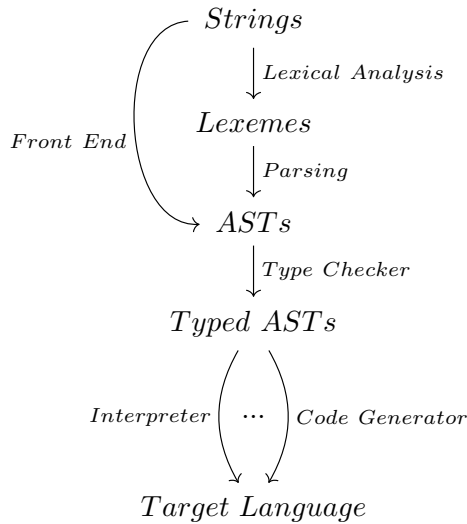 Strings
Lexical Analysis
Lexemes
Front End
Parsing
ASTs
Type Checker
Typed ASTs
Interpreter ... Code Generator
Target Language